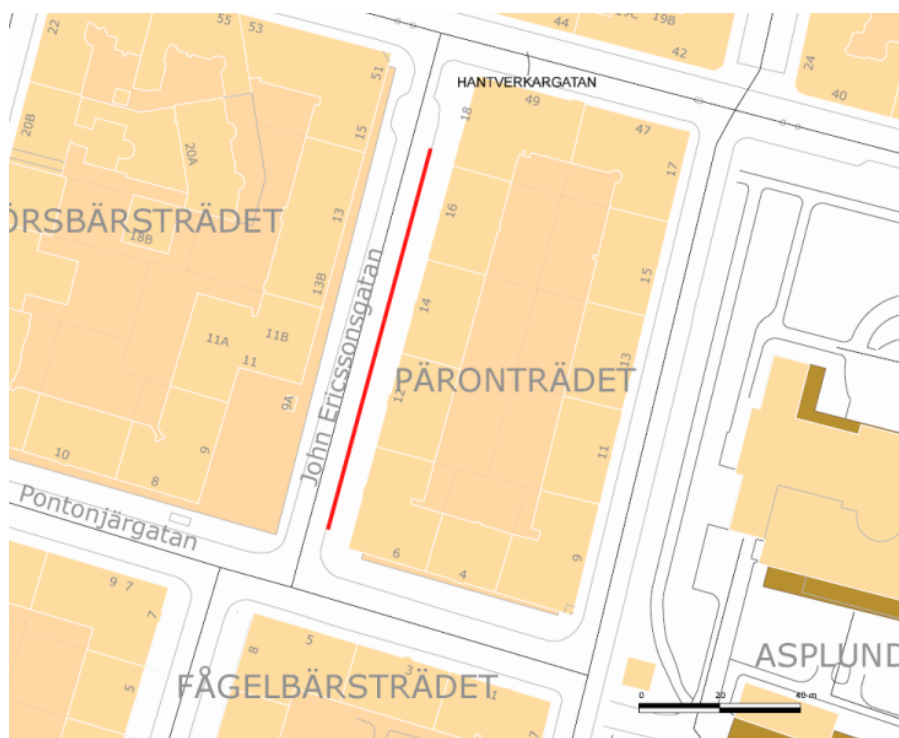 55
53
22
51
44
19C
19B
42
24
40
HANTVERKARGATAN
49
47
18
17
15
20B
20A
16
13
ÖRSBÄRSTRÄDET
18B
13B
15
14
11A
11B
11
13
John Ericssonsgatan
PÄRONTRÄDET
9A
12
10
8
9
11
Pontonjärgatan
6
4
9
9
7
7
5
8
5
3
1
FÅGELBÄRSTRÄDET
ASPLUND
0
20
40 m